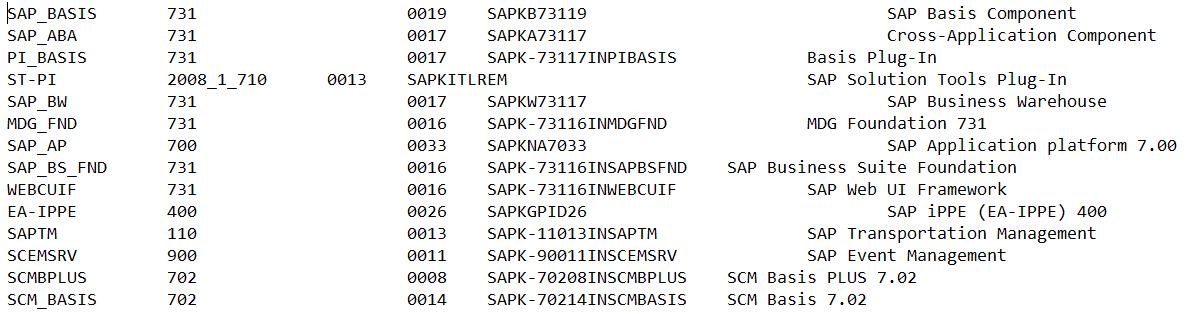 SAP_BASIS 731 0019 SAPKB73119 SAP Basis Component
SAP_ABA 731 0017 SAPKA73117 Cross-Application Component
PI_BASIS 731 0017 SAPK-73117INPIBASIS Basis Plug-In
ST-PI 2008_1_710 0013 SAPKITLREM SAP Solution Tools Plug-In
SAP_BW 731 0017 SAPKW73117 SAP Business Warehouse
MDG_FND 731 0016 SAPK-73116INMDGFND MDG Foundation 731
SAP_AP 700 0033 SAPKNA7033 SAP Application platform 7.00
SAP_BS_FND 731 0016 SAPK-73116INSAPBSFND SAP Business Suite Foundation
WEBCUIF 731 0016 SAPK-73116INWEBCUIF SAP Web UI Framework
EA-IPPE 400 0026 SAPKGPID26 SAP iPPE (EA-IPPE) 400
SAPTM 110 0013 SAPK-11013INSAPTM SAP Transportation Management
SCEMSRV 900 0011 SAPK-90011INSCEMSRV SAP Event Management
SCMBPLUS 702 0008 SAPK-70208INSCMBPLUS SCM Basis PLUS 7.02
SCM_BASIS 702 0014 SAPK-70214INSCMBASIS SCM Basis 7.02